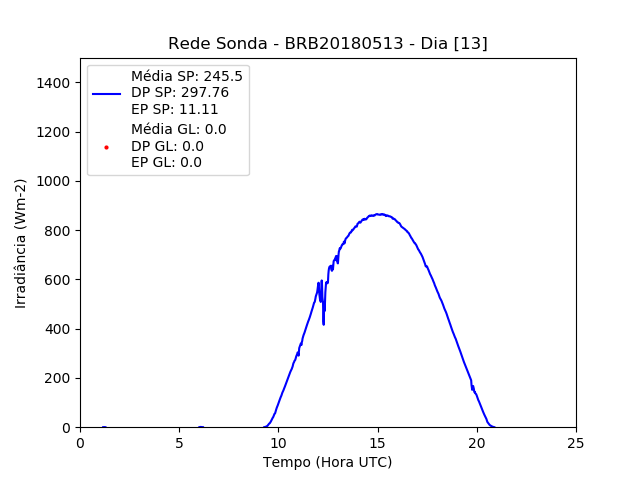 Rede Sonda - BRB20180513 - Dia [13]
Média SP: 245.5
DP SP: 297.76
EP SP: 11.11
Média GL: 0.0
DP GL: 0.0
EP GL: 0.0
Irradiância (Wm-2)
1400
1200
1000
800
600
400
200
0
0 5 10 15 20 25
Tempo (Hora UTC)